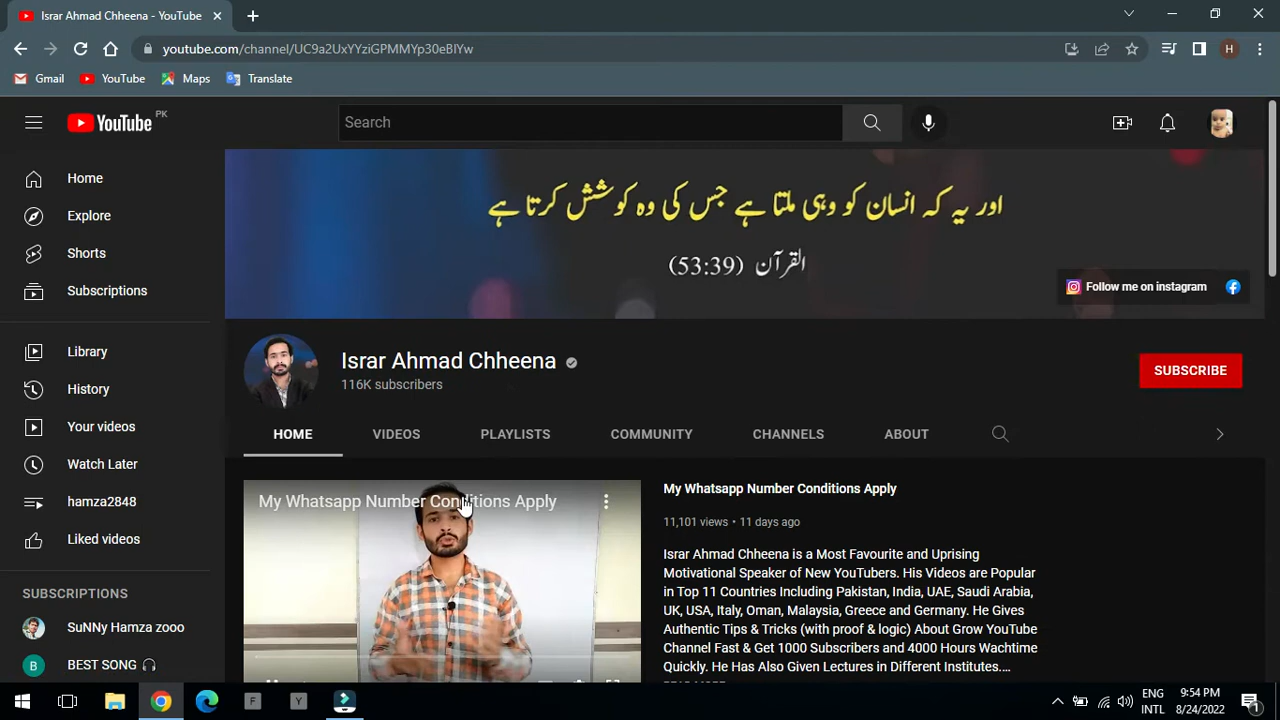 Israr Ahmad Chheena - YouTube
youtube.com/channel/UC9a2UxYYziGPMMYp30eBlYw
H
Gmail
YouTube
Maps
Translate
YouTube PK
Search
Home
Explore
Shorts
Subscriptions
Library
History
Your videos
Watch Later
hamza2848
Liked videos
SUBSCRIPTIONS
SuNNy Hamza zooo
B
BEST SONG 🎧
اور یہ کہ انسان کو وہی ملتا ہے جس کی وہ کوشش کرتا ہے
القرآن (53:39)
Follow me on instagram
Israr Ahmad Chheena
116K subscribers
SUBSCRIBE
HOME
VIDEOS
PLAYLISTS
COMMUNITY
CHANNELS
ABOUT
My Whatsapp Number Conditions Apply
My Whatsapp Number Conditions Apply
11,101 views • 11 days ago
Israr Ahmad Chheena is a Most Favourite and Uprising
Motivational Speaker of New YouTubers. His Videos are Popular
in Top 11 Countries Including Pakistan, India, UAE, Saudi Arabia,
UK, USA, Italy, Oman, Malaysia, Greece and Germany. He Gives
Authentic Tips & Tricks (with proof & logic) About Grow YouTube
Channel Fast & Get 1000 Subscribers and 4000 Hours Wachtime
Quickly. He Has Also Given Lectures in Different Institutes....
F
Y
ENG
INTL
9:54 PM
8/24/2022
1